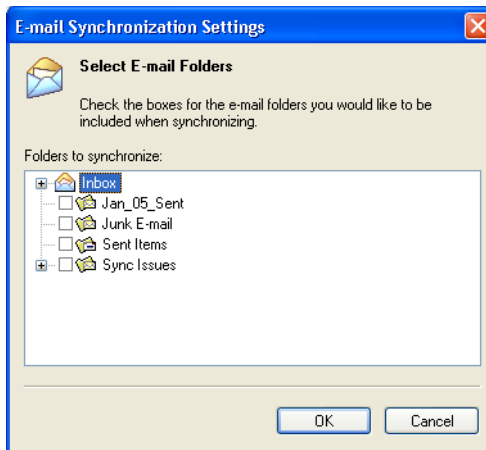 E-mail Synchronization Settings
Select E-mail Folders
Check the boxes for the e-mail folders you would like to be
included when synchronizing.
Folders to synchronize:
Inbox
Jan_05_Sent
Junk E-mail
Sent Items
Sync Issues
OK
Cancel